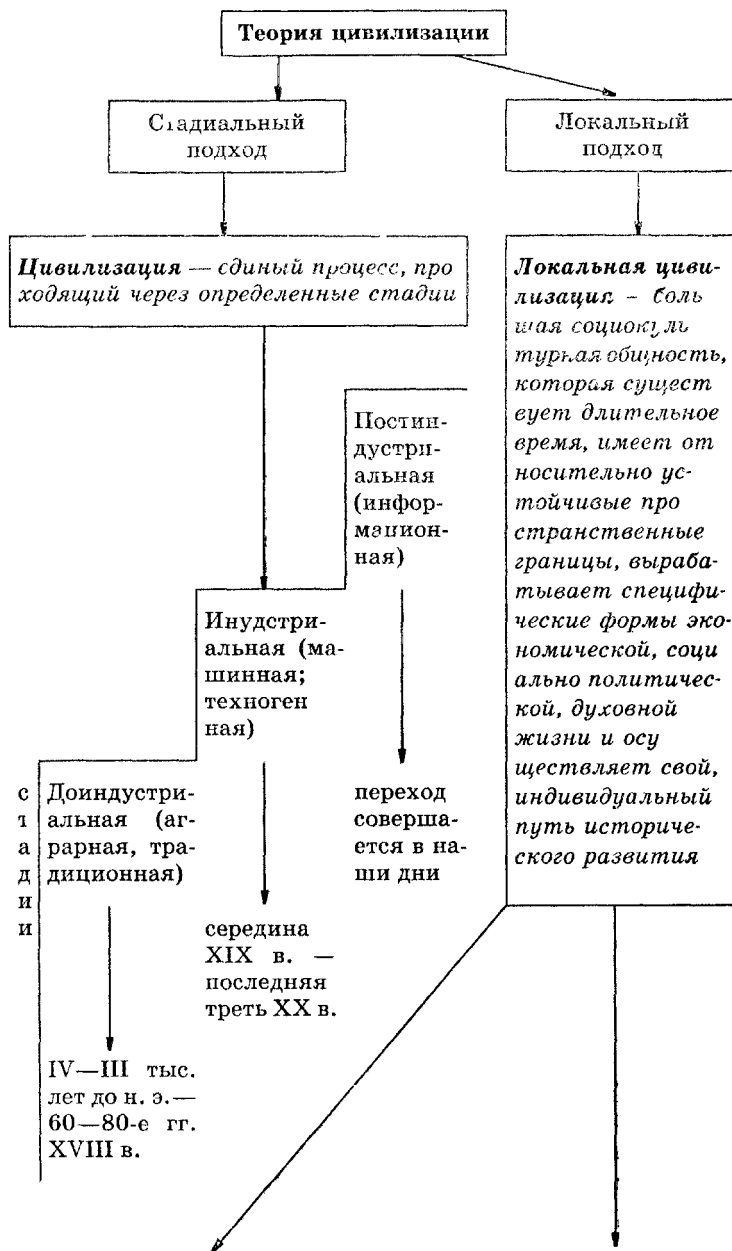 Теория цивилизации
Стадиальный
подход
Локальный
подход
Цивилизация — единый процесс, про
ходящий через определенные стадии
Локальная циви-
лизация – боль
шая социокуль
турная общность,
которая сущест
вует длительное
время, имеет от
носительно ус-
тойчивые про
странственные
границы, выраба-
тывает специфи-
ческие формы эко-
номической, соци
ально политичес-
кой, духовной
жизни и осу
ществляет свой,
индивидуальный
путь историче-
ского развития
Постин-
дустри-
альная
(инфор-
мацион-
ная)
Инудстри-
альная (ма-
шинная;
техноген
ная)
стадии
Доиндустри-
альная (аг-
рарная, тра-
диционная)
переход
соверша-
ется в на-
ши дни
середина
XIX в. —
последняя
треть XX в.
IV—III тыс.
лет до н. э.—
60—80-е гг.
XVIII в.